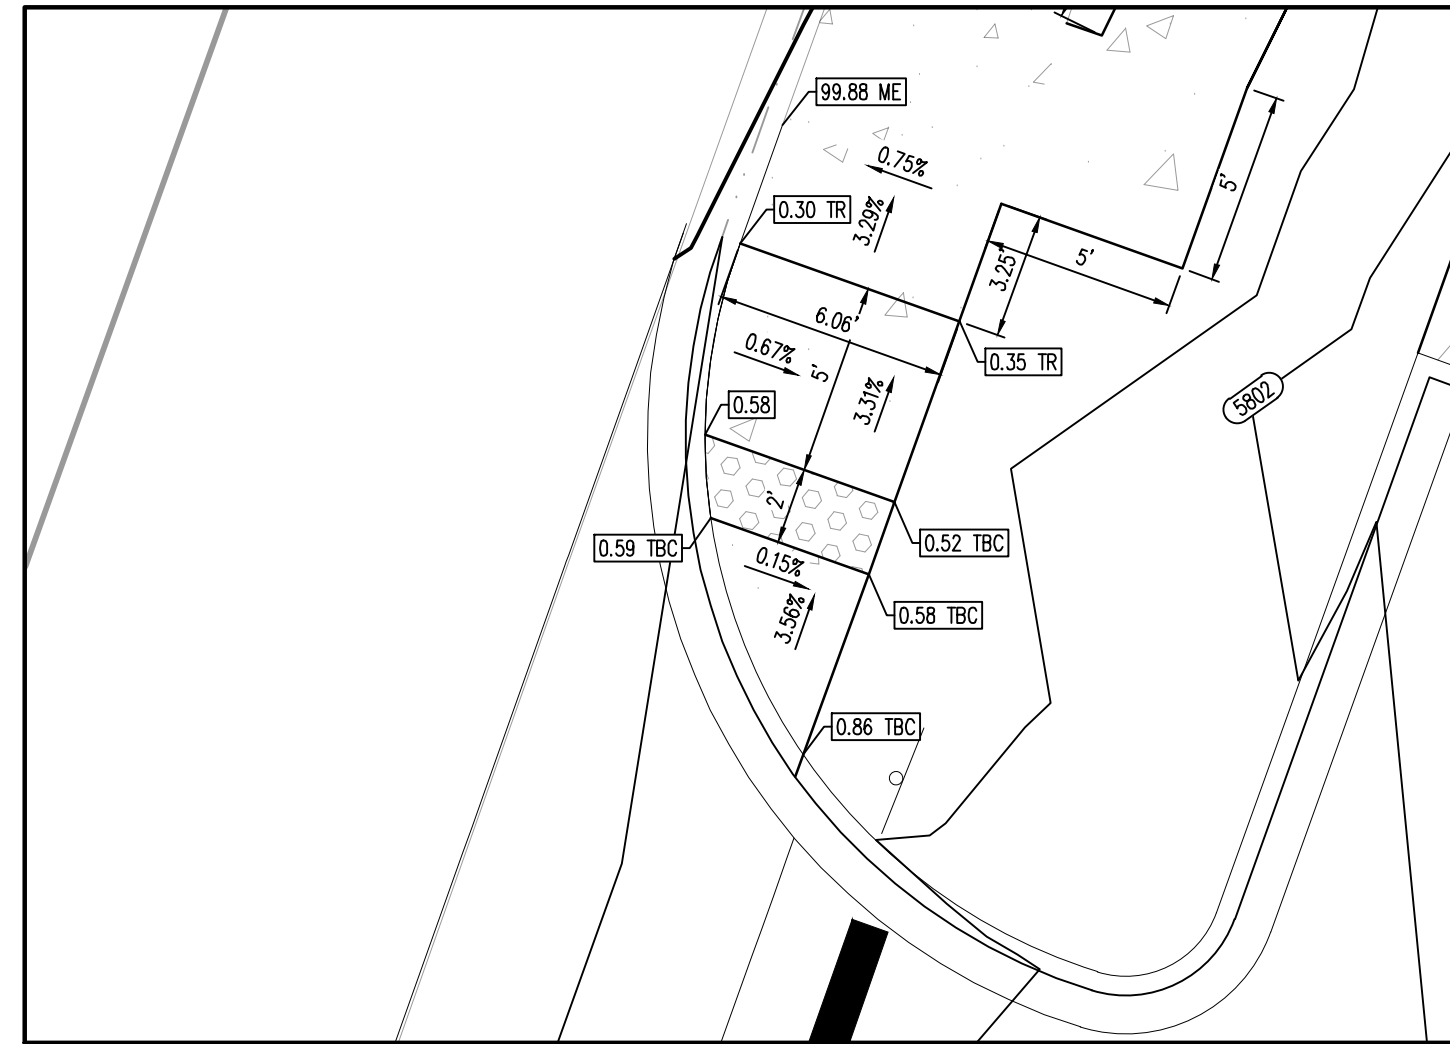 99.88 ME
0.75%
5'
0.30 TR
3.29%
3.25'
5'
6.06'
0.67%
5'
0.35 TR
3.31%
0.58
5802
2'
0.59 TBC
0.52 TBC
0.15%
3.56%
0.58 TBC
0.86 TBC